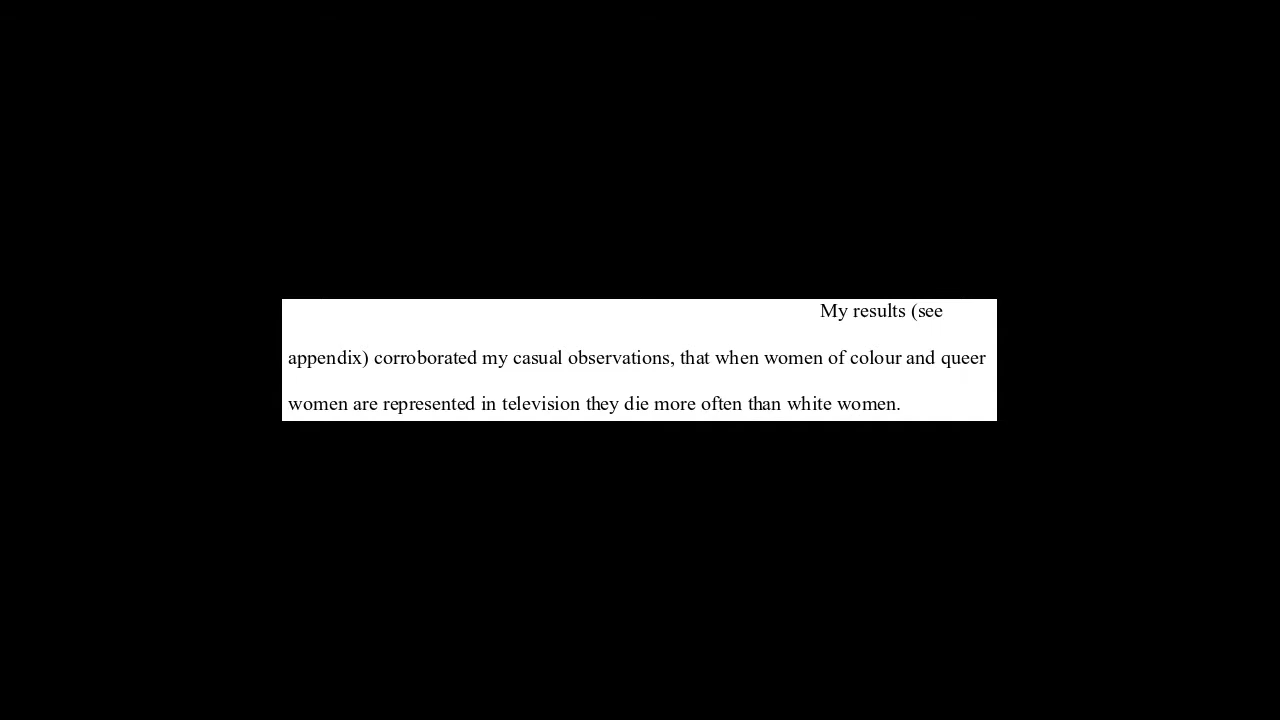 My results (see
appendix) corroborated my casual observations, that when women of colour and queer
women are represented in television they die more often than white women.